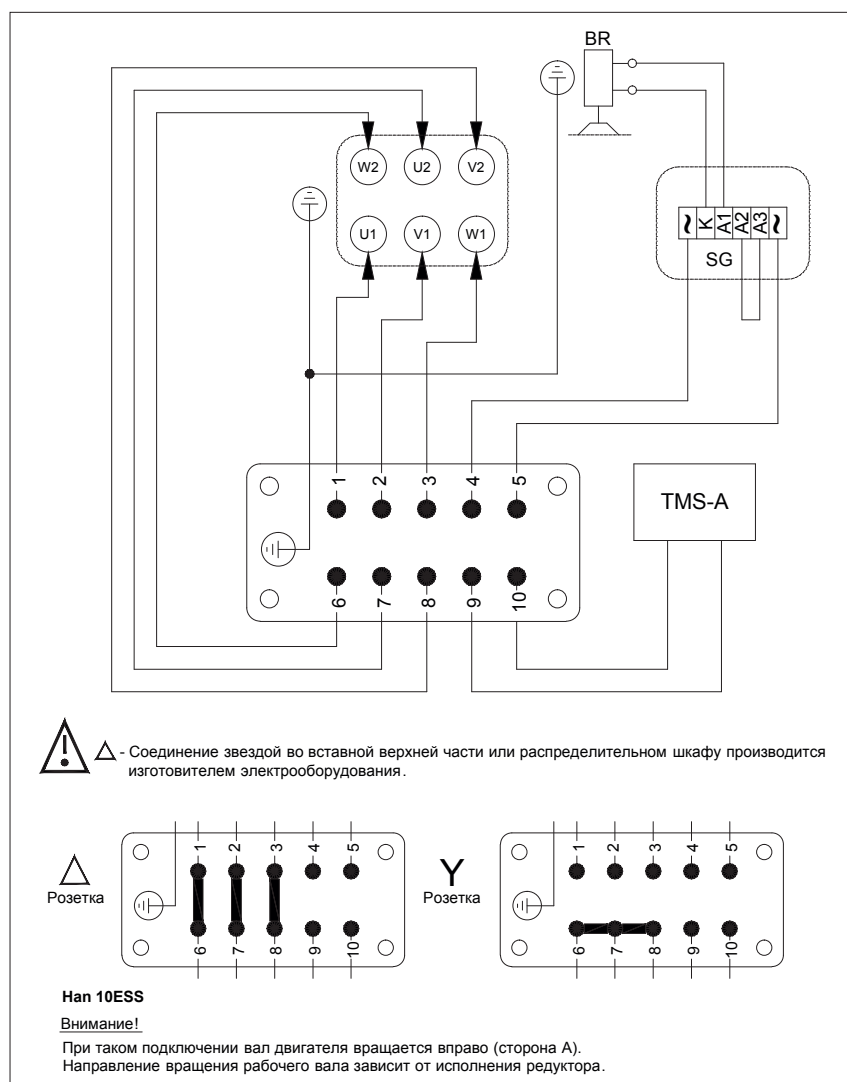 BR
W2 U2 V2
U1 V1 W1
~ K A1 A2 A3 ~
SG
1 2 3 4 5
TMS-A
6 7 8 9 10
△ - Соединение звездой во вставной верхней части или распределительном шкафу производится
изготовителем электрооборудования.
1 2 3 4 5
△
Розетка
6 7 8 9 10
1 2 3 4 5
Y
Розетка
6 7 8 9 10
Han 10ESS
Внимание!
При таком подключении вал двигателя вращается вправо (сторона А).
Направление вращения рабочего вала зависит от исполнения редуктора.